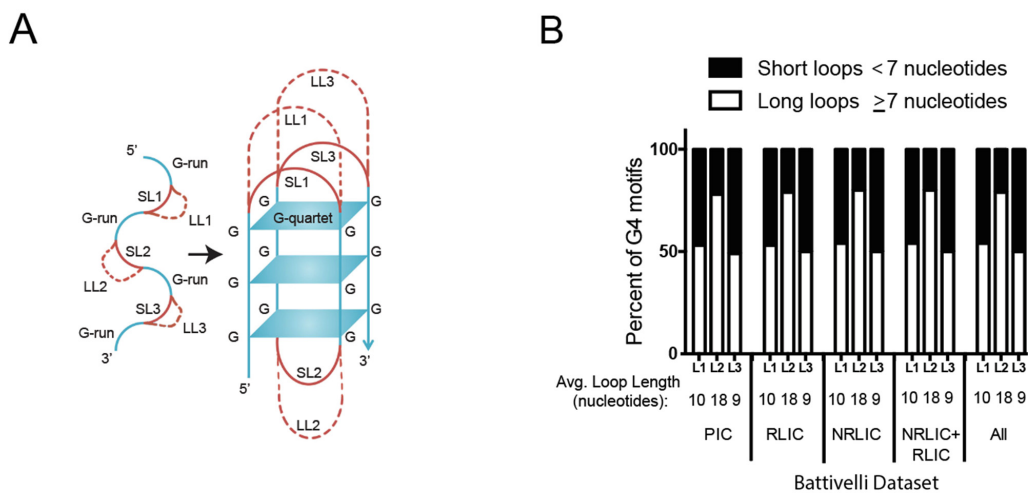 A
5'
G-run
SL1
LL1
G-run
SL2
LL2
G-run
SL3
LL3
G-run
3'
LL3
LL1
SL3
SL1
G
G
G-quartet
G
G
G
G
G
G
G
G
G
G
SL2
LL2
5'
3'
B
Short loops < 7 nucleotides
Long loops ≥7 nucleotides
Percent of G4 motifs
100
50
0
L1 L2 L3 L1 L2 L3 L1 L2 L3 L1 L2 L3 L1 L2 L3
Avg. Loop Length
(nucleotides):
10 18 9 10 18 9 10 18 9 10 18 9 10 18 9
PIC RLIC NRLIC NRLIC+ All
RLIC
Battivelli Dataset